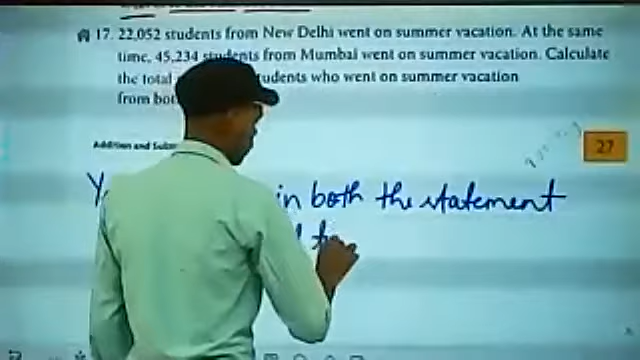 17. 22,052 students from New Delhi went on summer vacation. At the same
time, 45,234 students from Mumbai went on summer vacation. Calculate
the total students who went on summer vacation
from
Addition and
27
in both the statement